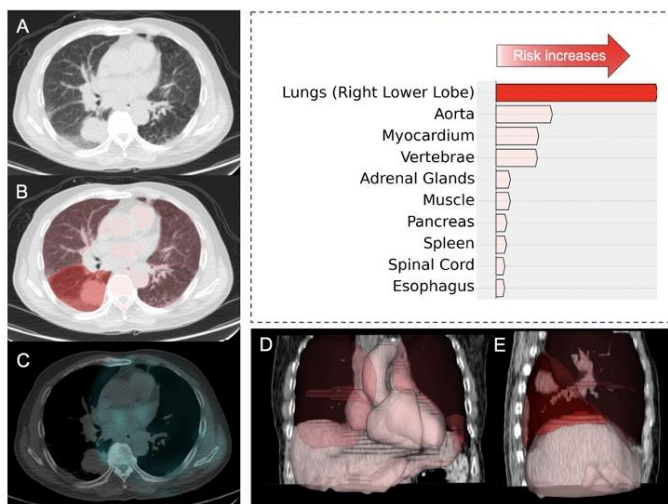 A
B
C
Risk increases
Lungs (Right Lower Lobe)
Aorta
Myocardium
Vertebrae
Adrenal Glands
Muscle
Pancreas
Spleen
Spinal Cord
Esophagus
D
E